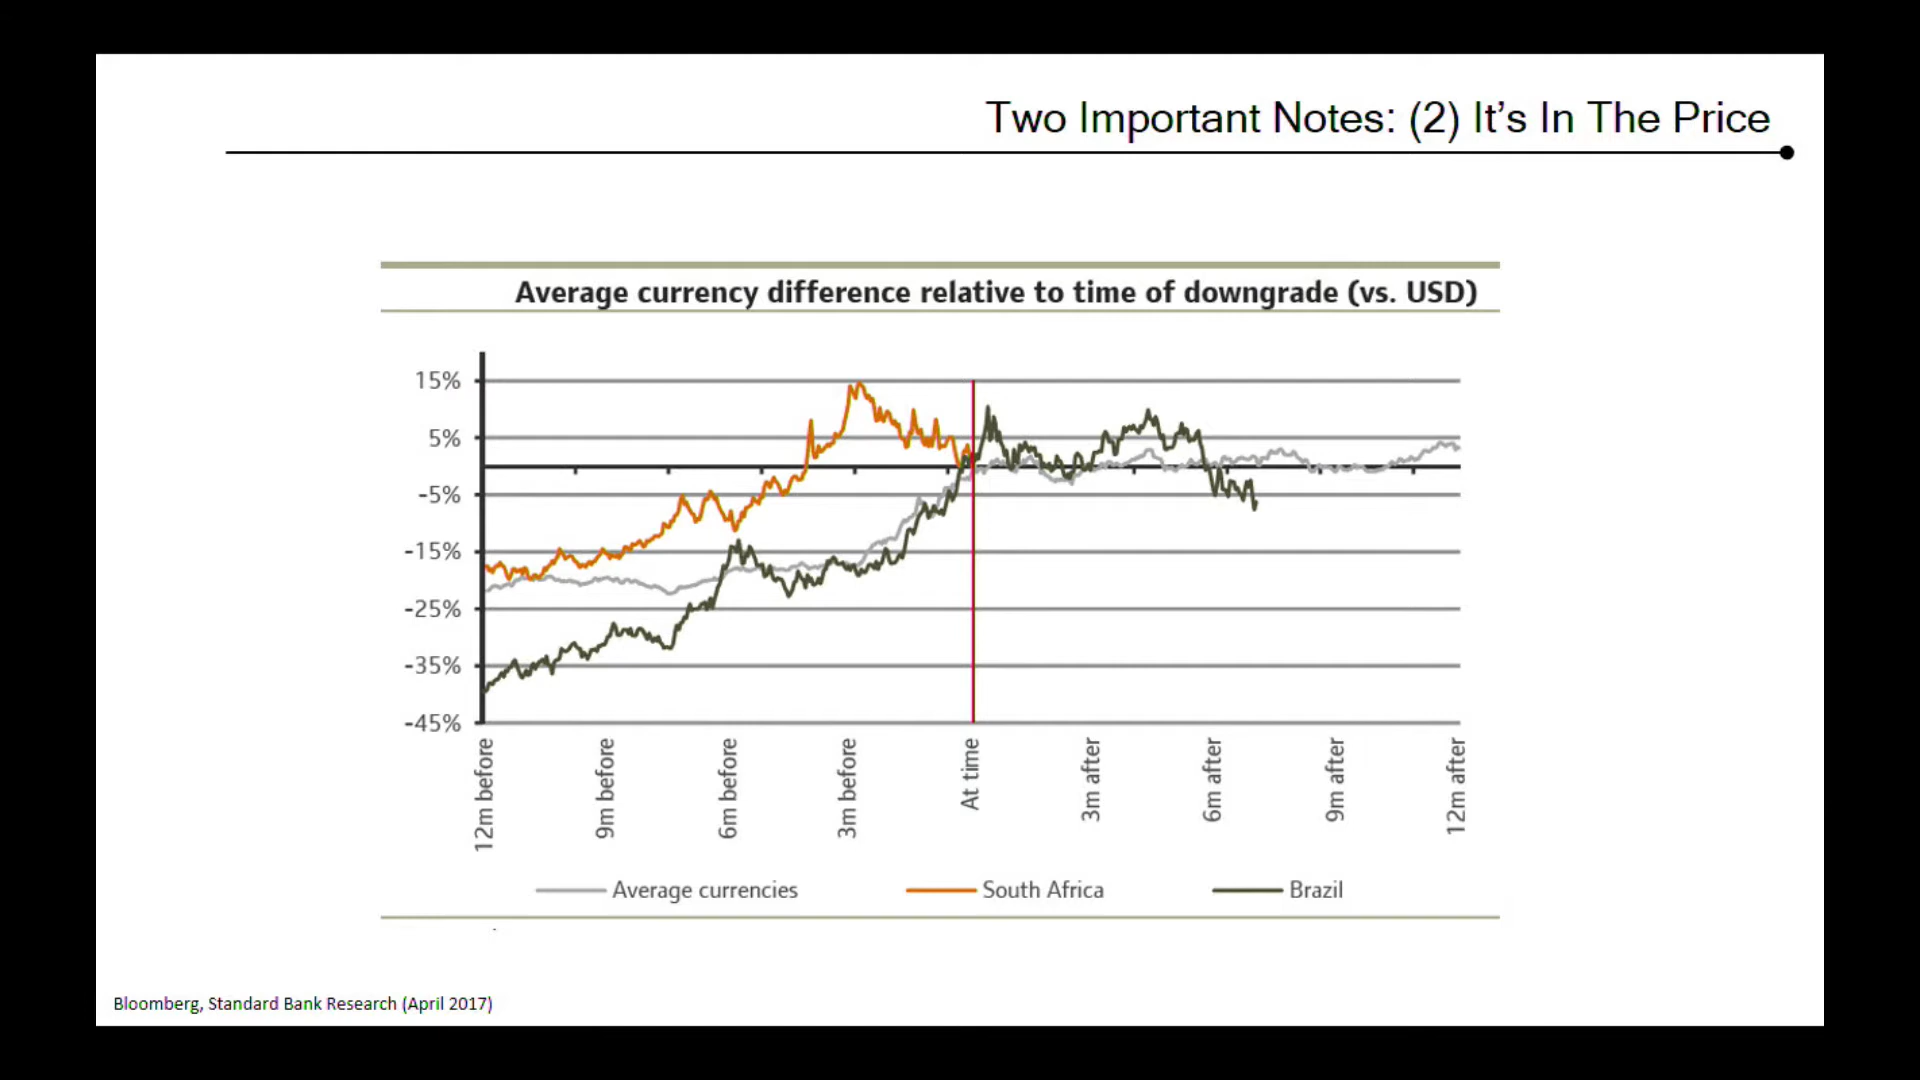 Two Important Notes: (2) It's In The Price
Average currency difference relative to time of downgrade (vs. USD)
15%
5%
-5%
-15%
-25%
-35%
-45%
12m before
9m before
6m before
3m before
At time
3m after
6m after
9m after
12m after
Average currencies
South Africa
Brazil
Bloomberg, Standard Bank Research (April 2017)